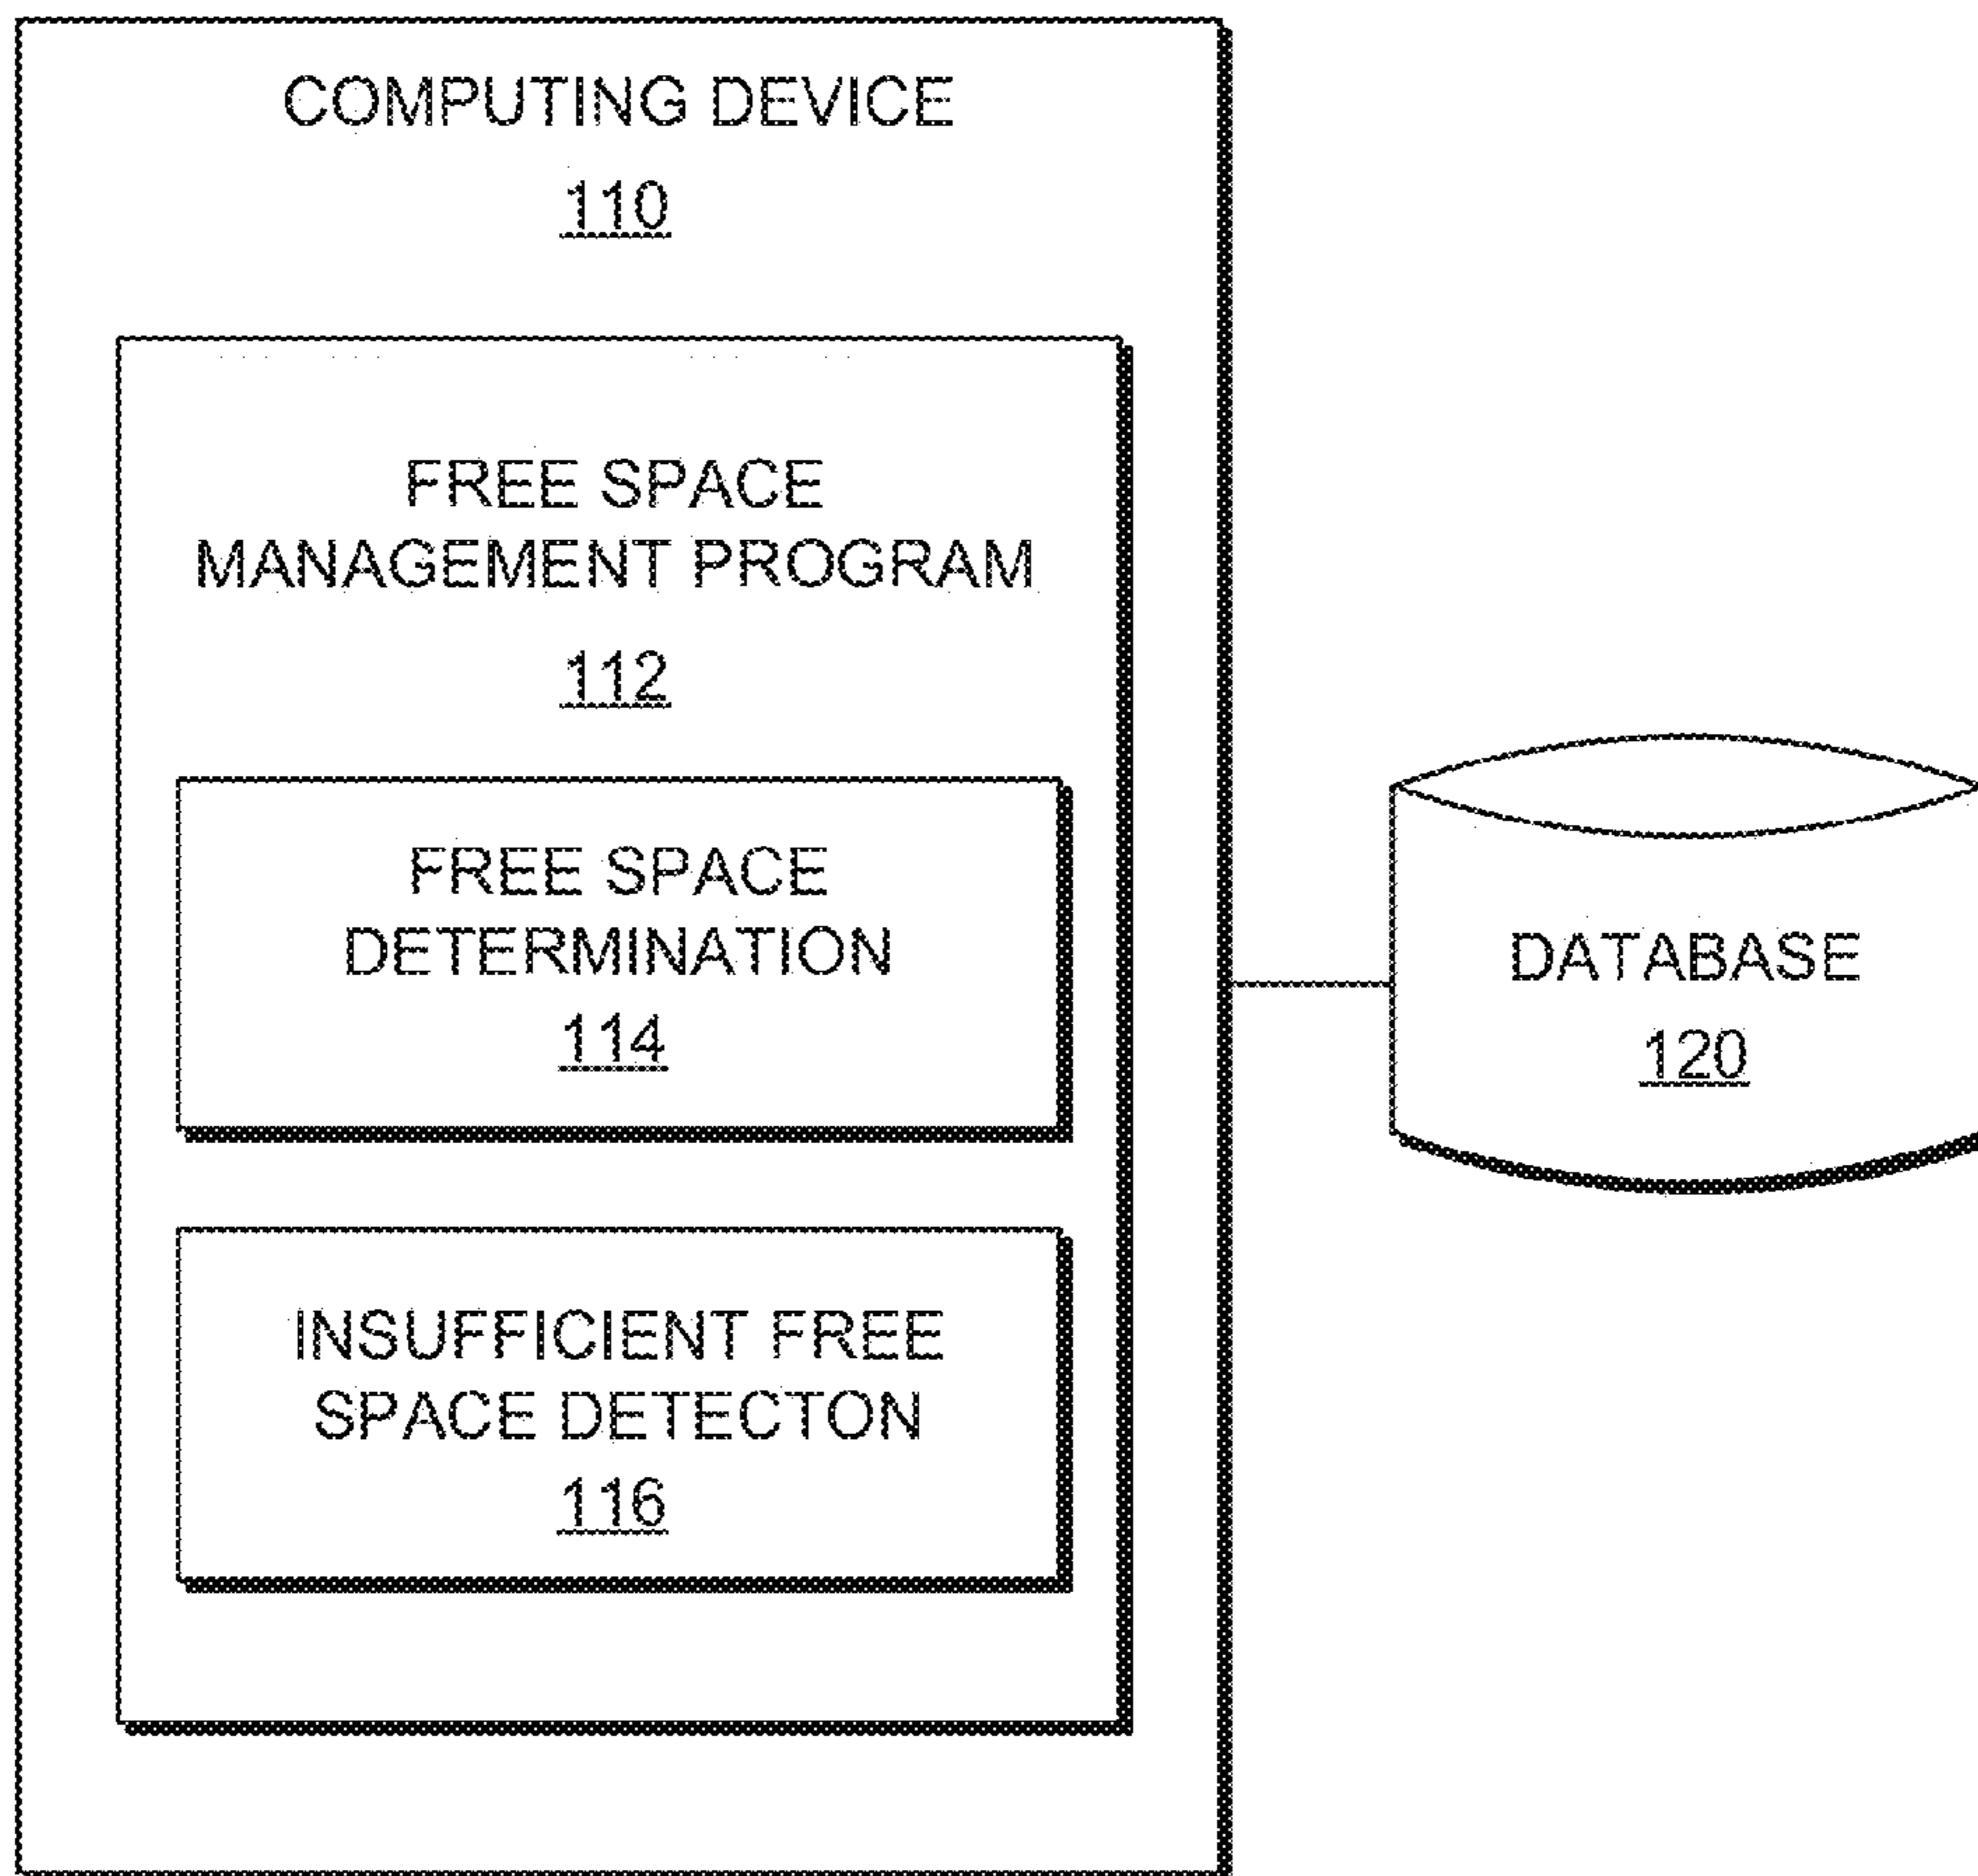 COMPUTING DEVICE
110
FREE SPACE
MANAGEMENT PROGRAM
112
FREE SPACE
DETERMINATION
114
INSUFFICIENT FREE
SPACE DETECTON
116
DATABASE
120